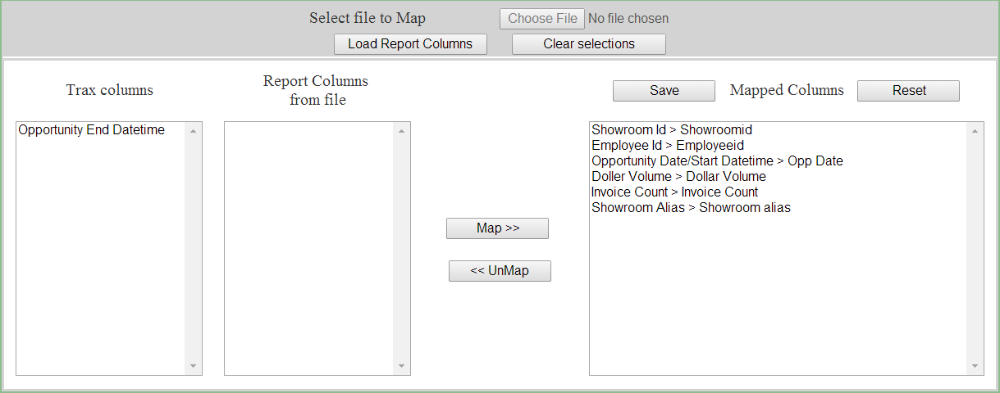 Select file to Map Choose File No file chosen
Load Report Columns Clear selections
Trax columns
Report Columns
from file
Save Mapped Columns Reset
Opportunity End Datetime
Map >>
<< UnMap
Showroom Id > Showroomid
Employee Id > Employeeid
Opportunity Date/Start Datetime > Opp Date
Doller Volume > Dollar Volume
Invoice Count > Invoice Count
Showroom Alias > Showroom alias